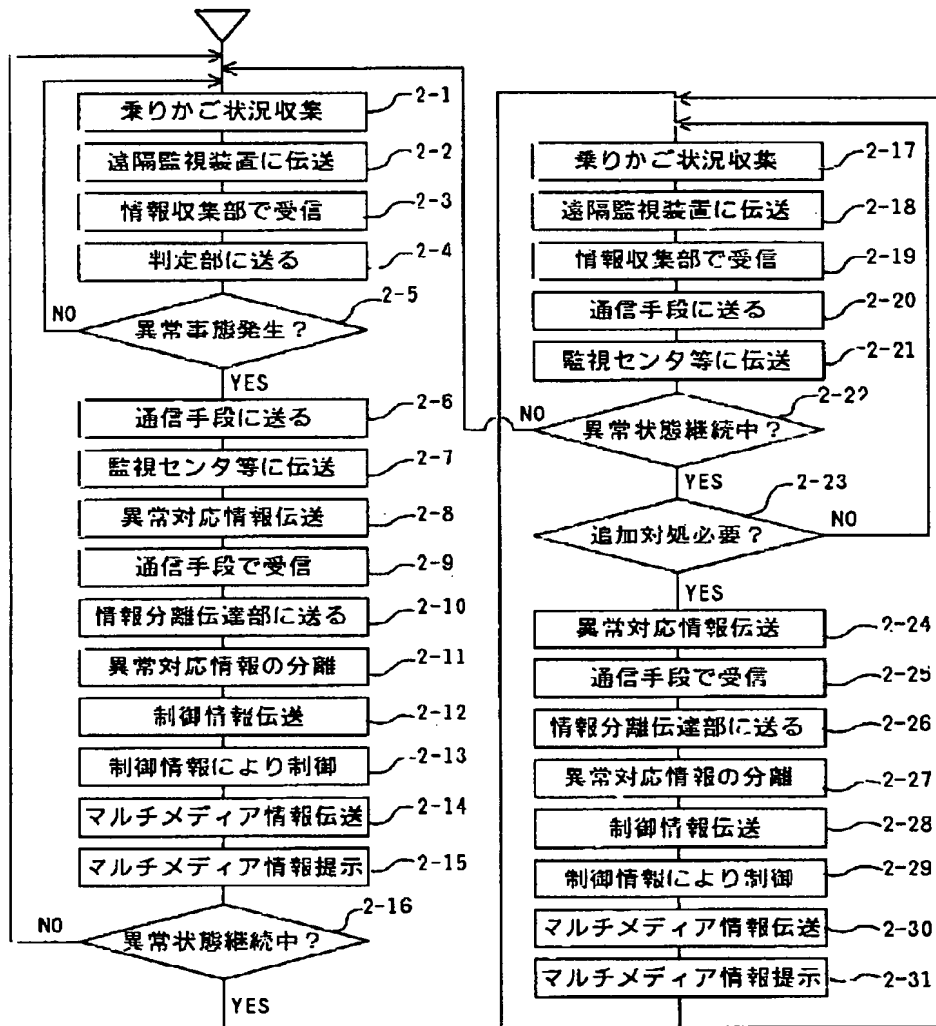 乗りかご状況収集 2-1
遠隔監視装置に伝送 2-2
情報収集部で受信 2-3
判定部に送る 2-4
異常事態発生? 2-5
NO
YES
通信手段に送る 2-6
監視センタ等に伝送 2-7
異常対応情報伝送 2-8
通信手段で受信 2-9
情報分離伝達部に送る 2-10
異常対応情報の分離 2-11
制御情報伝送 2-12
制御情報により制御 2-13
マルチメディア情報伝送 2-14
マルチメディア情報提示 2-15
異常状態継続中? 2-16
NO
YES
乗りかご状況収集 2-17
遠隔監視装置に伝送 2-18
情報収集部で受信 2-19
通信手段に送る 2-20
監視センタ等に伝送 2-21
異常状態継続中? 2-22
NO
YES
追加対処必要? 2-23
NO
YES
異常対応情報伝送 2-24
通信手段で受信 2-25
情報分離伝達部に送る 2-26
異常対応情報の分離 2-27
制御情報伝送 2-28
制御情報により制御 2-29
マルチメディア情報伝送 2-30
マルチメディア情報提示 2-31